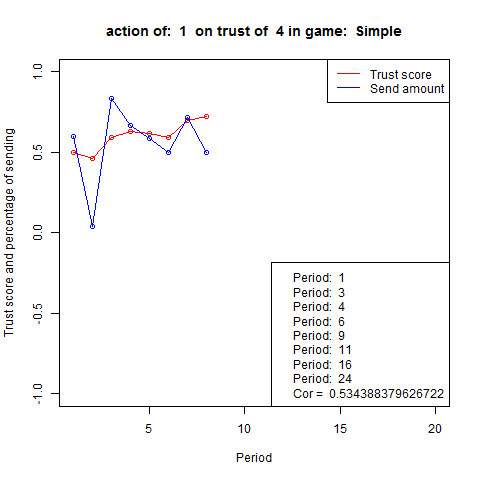 action of:  1  on trust of  4 in game:  Simple
Trust score
Send amount
Trust score and percentage of sending
1.0
0.5
0.0
-0.5
-1.0
Period:  1
Period:  3
Period:  4
Period:  6
Period:  9
Period:  11
Period:  16
Period:  24
Cor =  0.534388379626722
5 10 15 20
Period